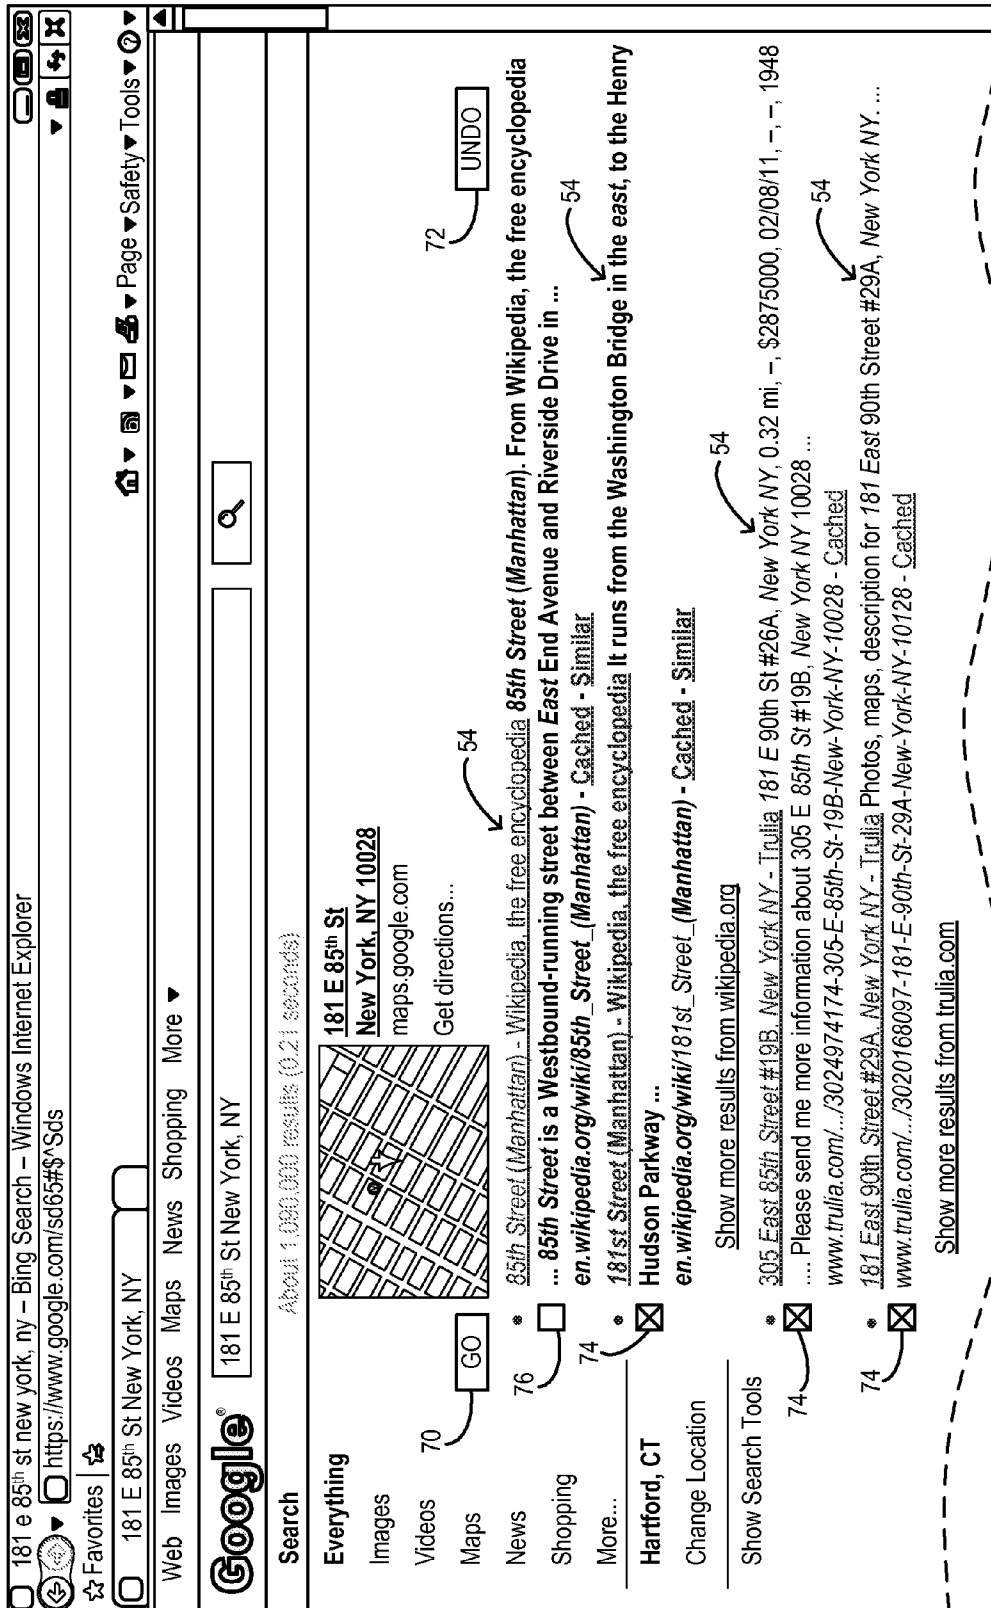 181 e 85th st new york, ny – Bing Search – Windows Internet Explorer
https://www.google.com/sd65#$^Sds
Favorites
181 E 85th St New York, NY
Page Safety Tools
Web Images Videos Maps News Shopping More
Google®
181 E 85th St New York, NY
Search
About 1,090,000 results (0.21 seconds)
Everything
Images
Videos
Maps
News
Shopping
More...
Hartford, CT
Change Location
Show Search Tools
70
GO
181 E 85th St
New York, NY 10028
maps.google.com
Get directions...
72
UNDO
54
76
85th Street (Manhattan) - Wikipedia, the free encyclopedia 85th Street (Manhattan). From Wikipedia, the free encyclopedia
... 85th Street is a Westbound-running street between East End Avenue and Riverside Drive in ...
en.wikipedia.org/wiki/85th_Street_(Manhattan) - Cached - Similar
54
74
181st Street (Manhattan) - Wikipedia, the free encyclopedia It runs from the Washington Bridge in the east, to the Henry
Hudson Parkway ...
en.wikipedia.org/wiki/181st_Street_(Manhattan) - Cached - Similar
Show more results from wikipedia.org
54
74
305 East 85th Street #19B, New York NY - Trulia 181 E 90th St #26A, New York NY, 0.32 mi, –, $2875000, 02/08/11, –, –, 1948
.... Please send me more information about 305 E 85th St #19B, New York NY 10028 ...
www.trulia.com/.../3024974174-305-E-85th-St-19B-New-York-NY-10028 - Cached
54
74
181 East 90th Street #29A, New York NY - Trulia Photos, maps, description for 181 East 90th Street #29A, New York NY. ...
www.trulia.com/.../3020168097-181-E-90th-St-29A-New-York-NY-10128 - Cached
Show more results from trulia.com